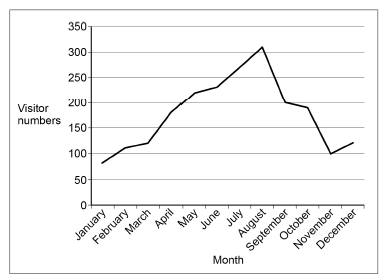 350
300
250
Visitor
numbers
200
150
100
50
0
January
February
March
April
May
June
July
August
September
October
November
December
Month